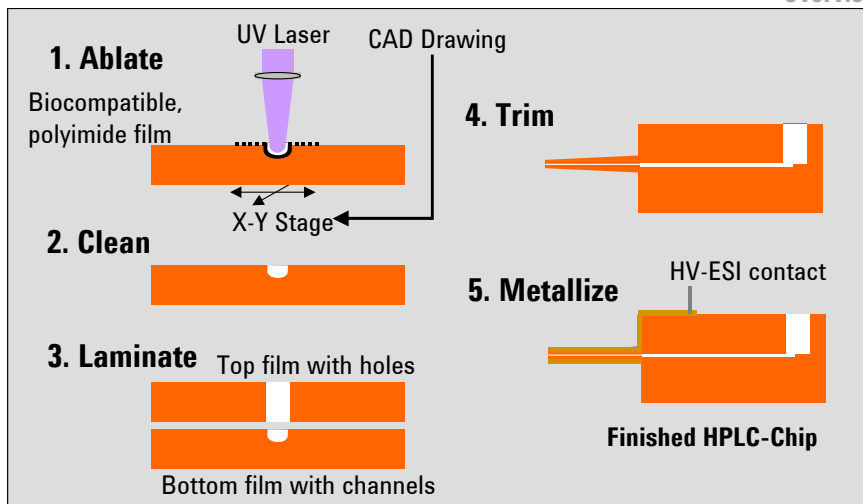 1. Ablate
UV Laser
CAD Drawing
Biocompatible,
polyimide film
X-Y Stage
2. Clean
3. Laminate
Top film with holes
Bottom film with channels
4. Trim
5. Metallize
HV-ESI contact
Finished HPLC-Chip